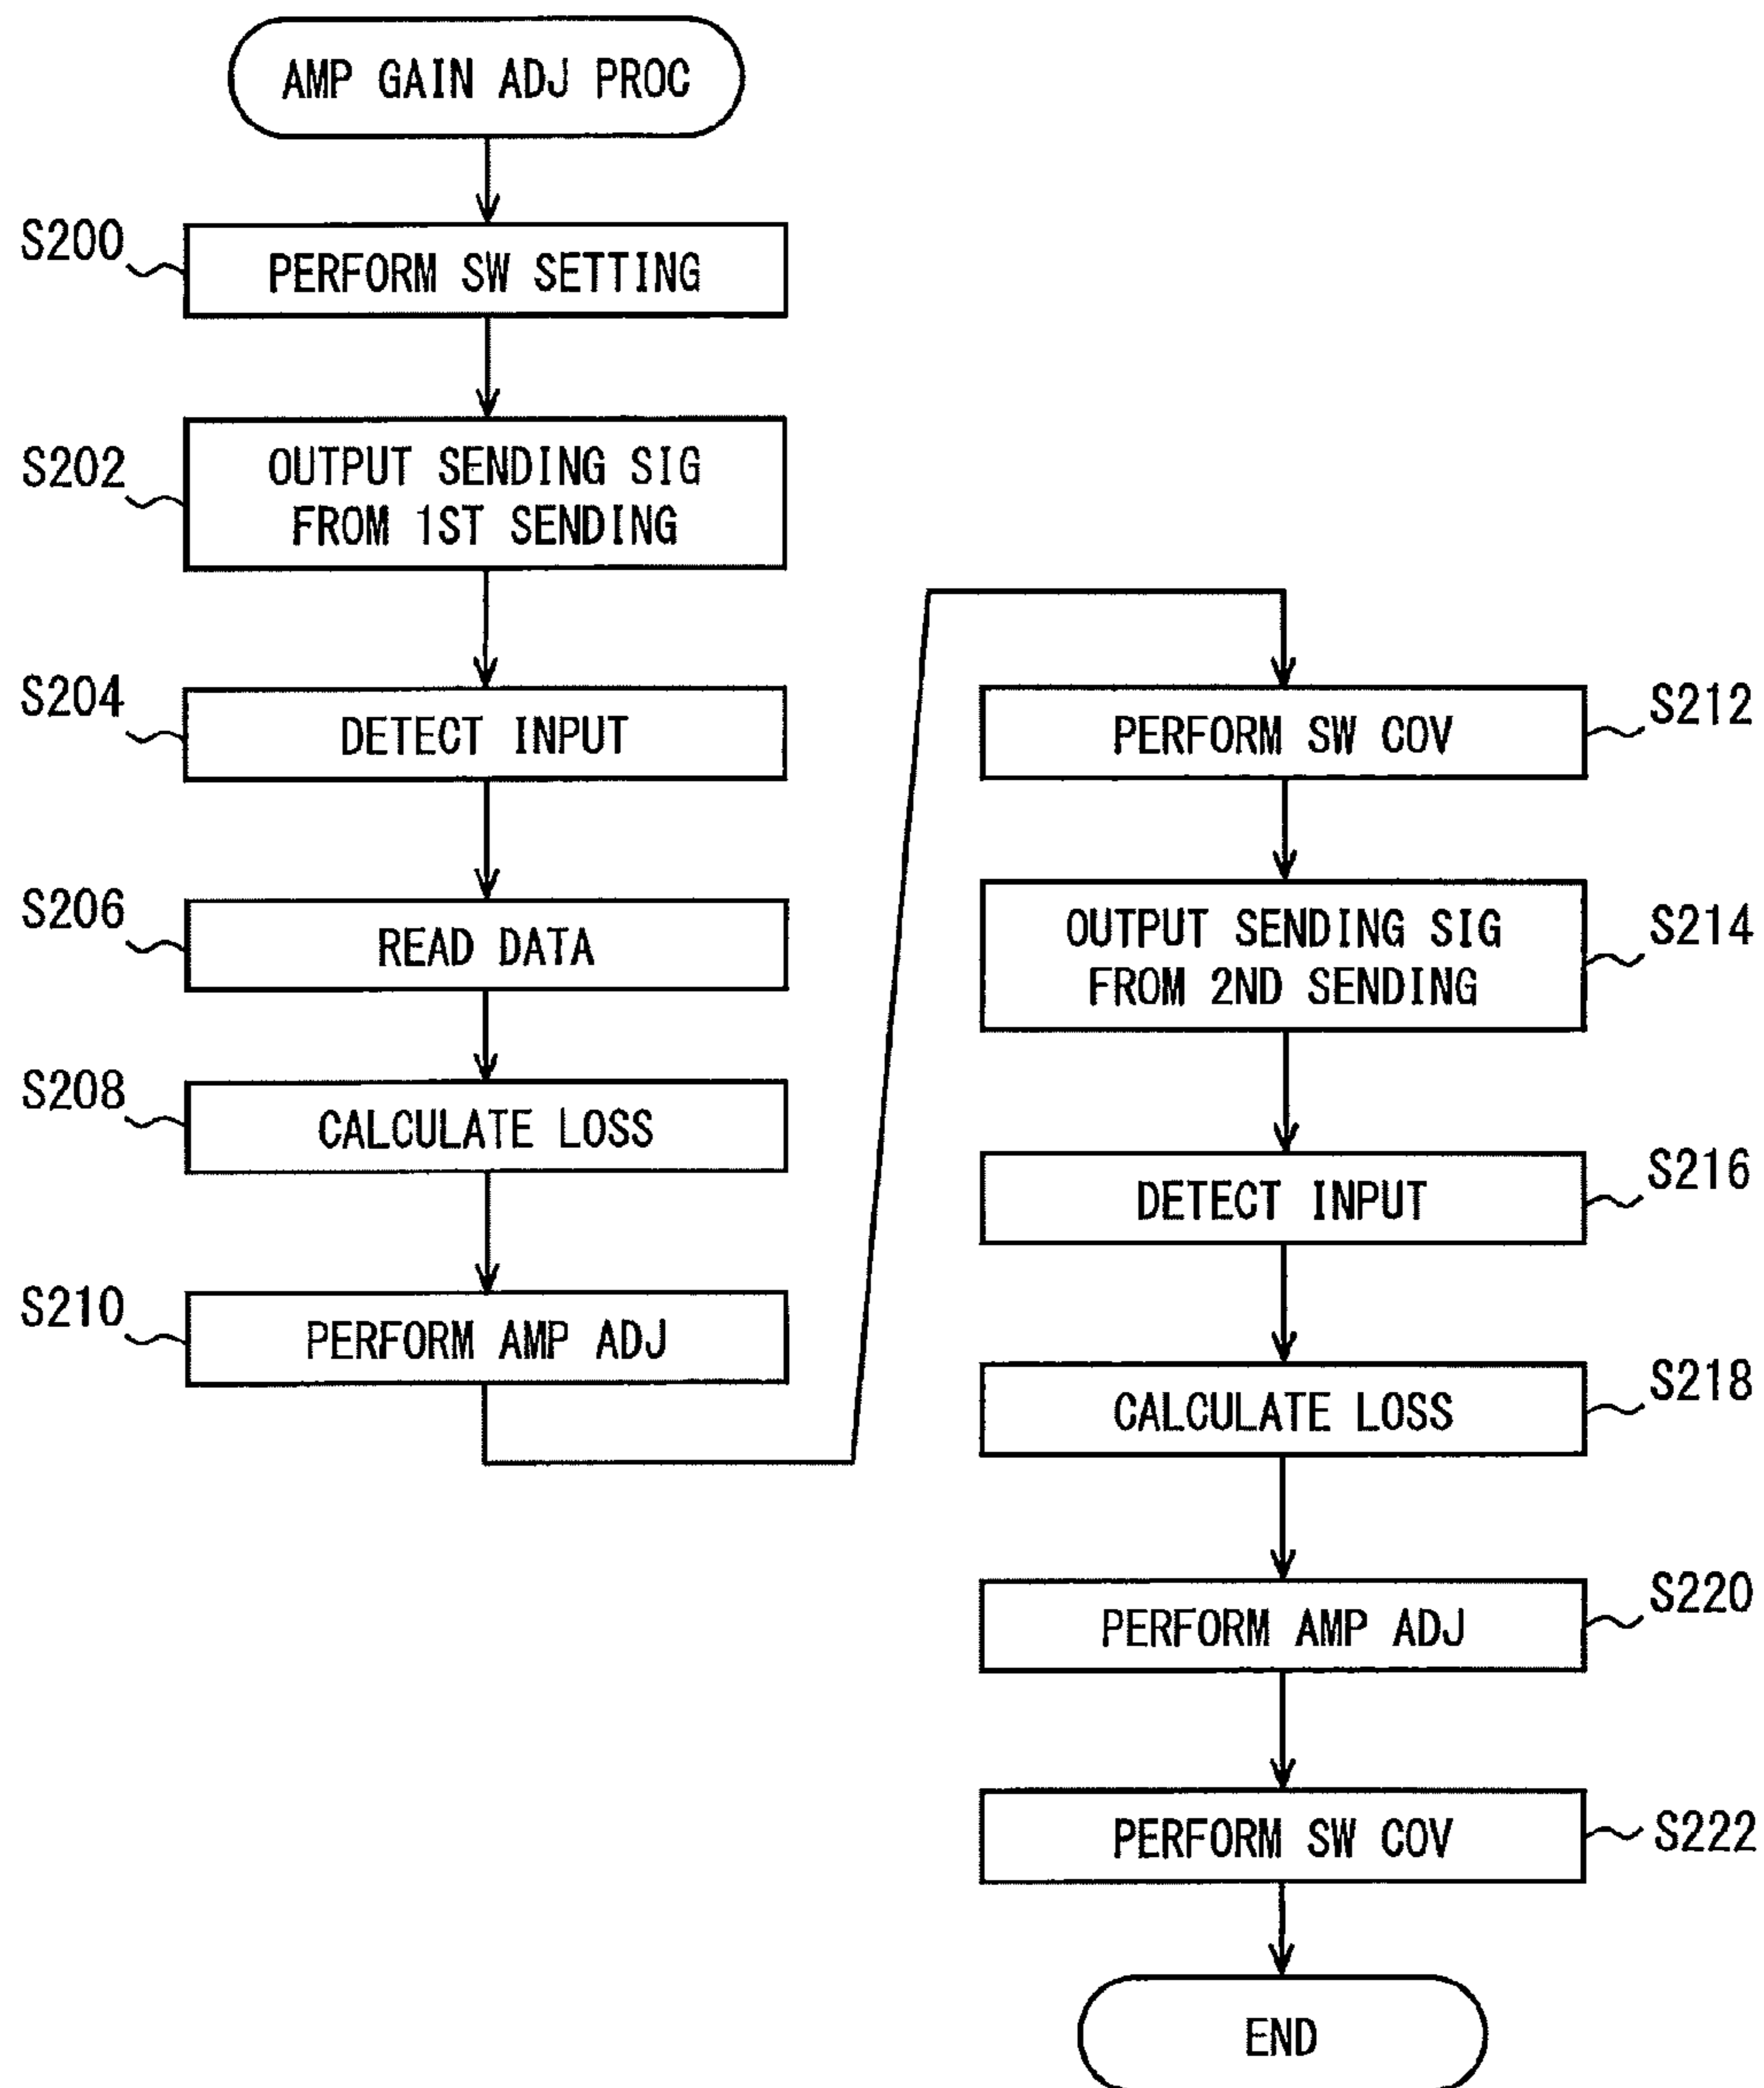 AMP GAIN ADJ PROC
S200
PERFORM SW SETTING
S202
OUTPUT SENDING SIG
FROM 1ST SENDING
S204
DETECT INPUT
S206
READ DATA
S208
CALCULATE LOSS
S210
PERFORM AMP ADJ
S212
PERFORM SW COV
S214
OUTPUT SENDING SIG
FROM 2ND SENDING
S216
DETECT INPUT
S218
CALCULATE LOSS
S220
PERFORM AMP ADJ
S222
PERFORM SW COV
END